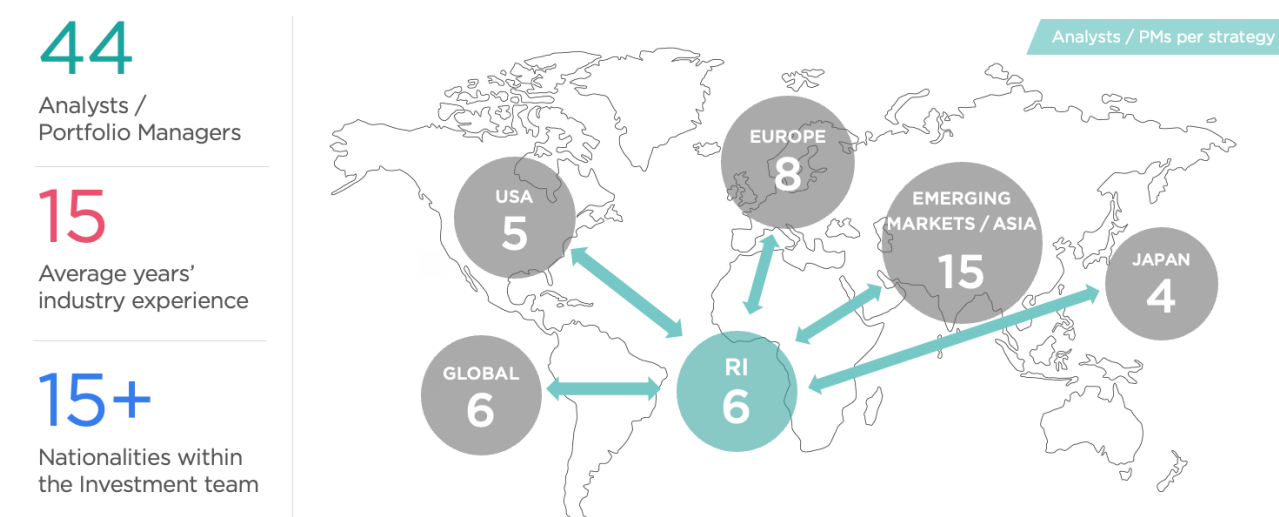 44
Analysts /
Portfolio Managers
15
Average years’
industry experience
15+
Nationalities within
the Investment team
Analysts / PMs per strategy
EUROPE
8
USA
5
EMERGING
MARKETS / ASIA
15
JAPAN
4
GLOBAL
6
RI
6